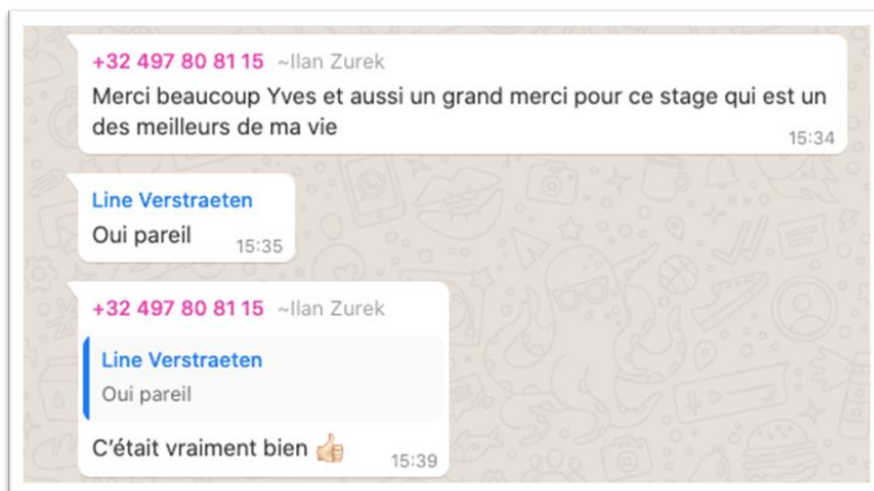 +32 497 80 81 15 ~Ilan Zurek
Merci beaucoup Yves et aussi un grand merci pour ce stage qui est un
des meilleurs de ma vie
15:34
Line Verstraeten
Oui pareil
15:35
+32 497 80 81 15 ~Ilan Zurek
Line Verstraeten
Oui pareil
C'était vraiment bien 👍🏻
15:39